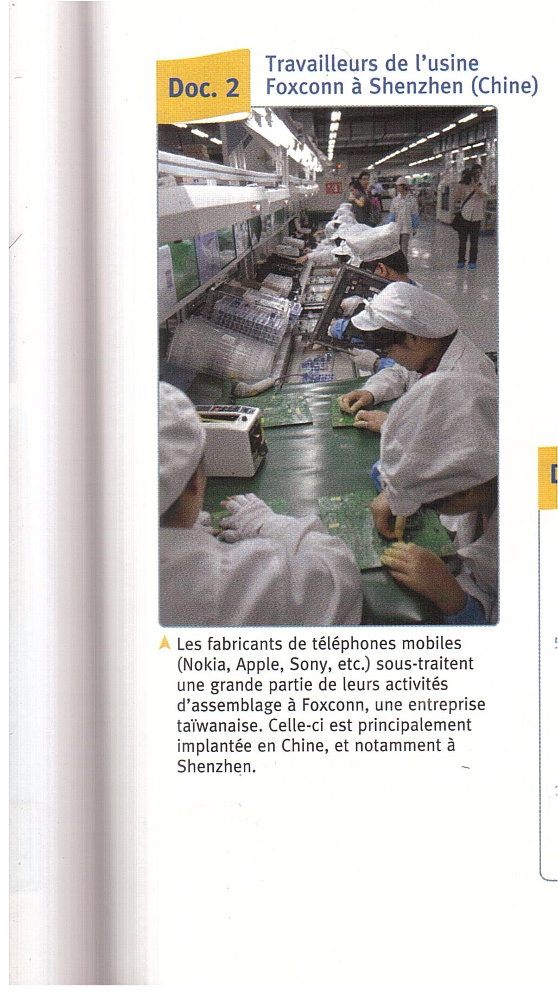 Doc. 2
Travailleurs de l'usine
Foxconn à Shenzhen (Chine)
Les fabricants de téléphones mobiles
(Nokia, Apple, Sony, etc.) sous-traitent
une grande partie de leurs activités
d'assemblage à Foxconn, une entreprise
taïwanaise. Celle-ci est principalement
implantée en Chine, et notamment à
Shenzhen.